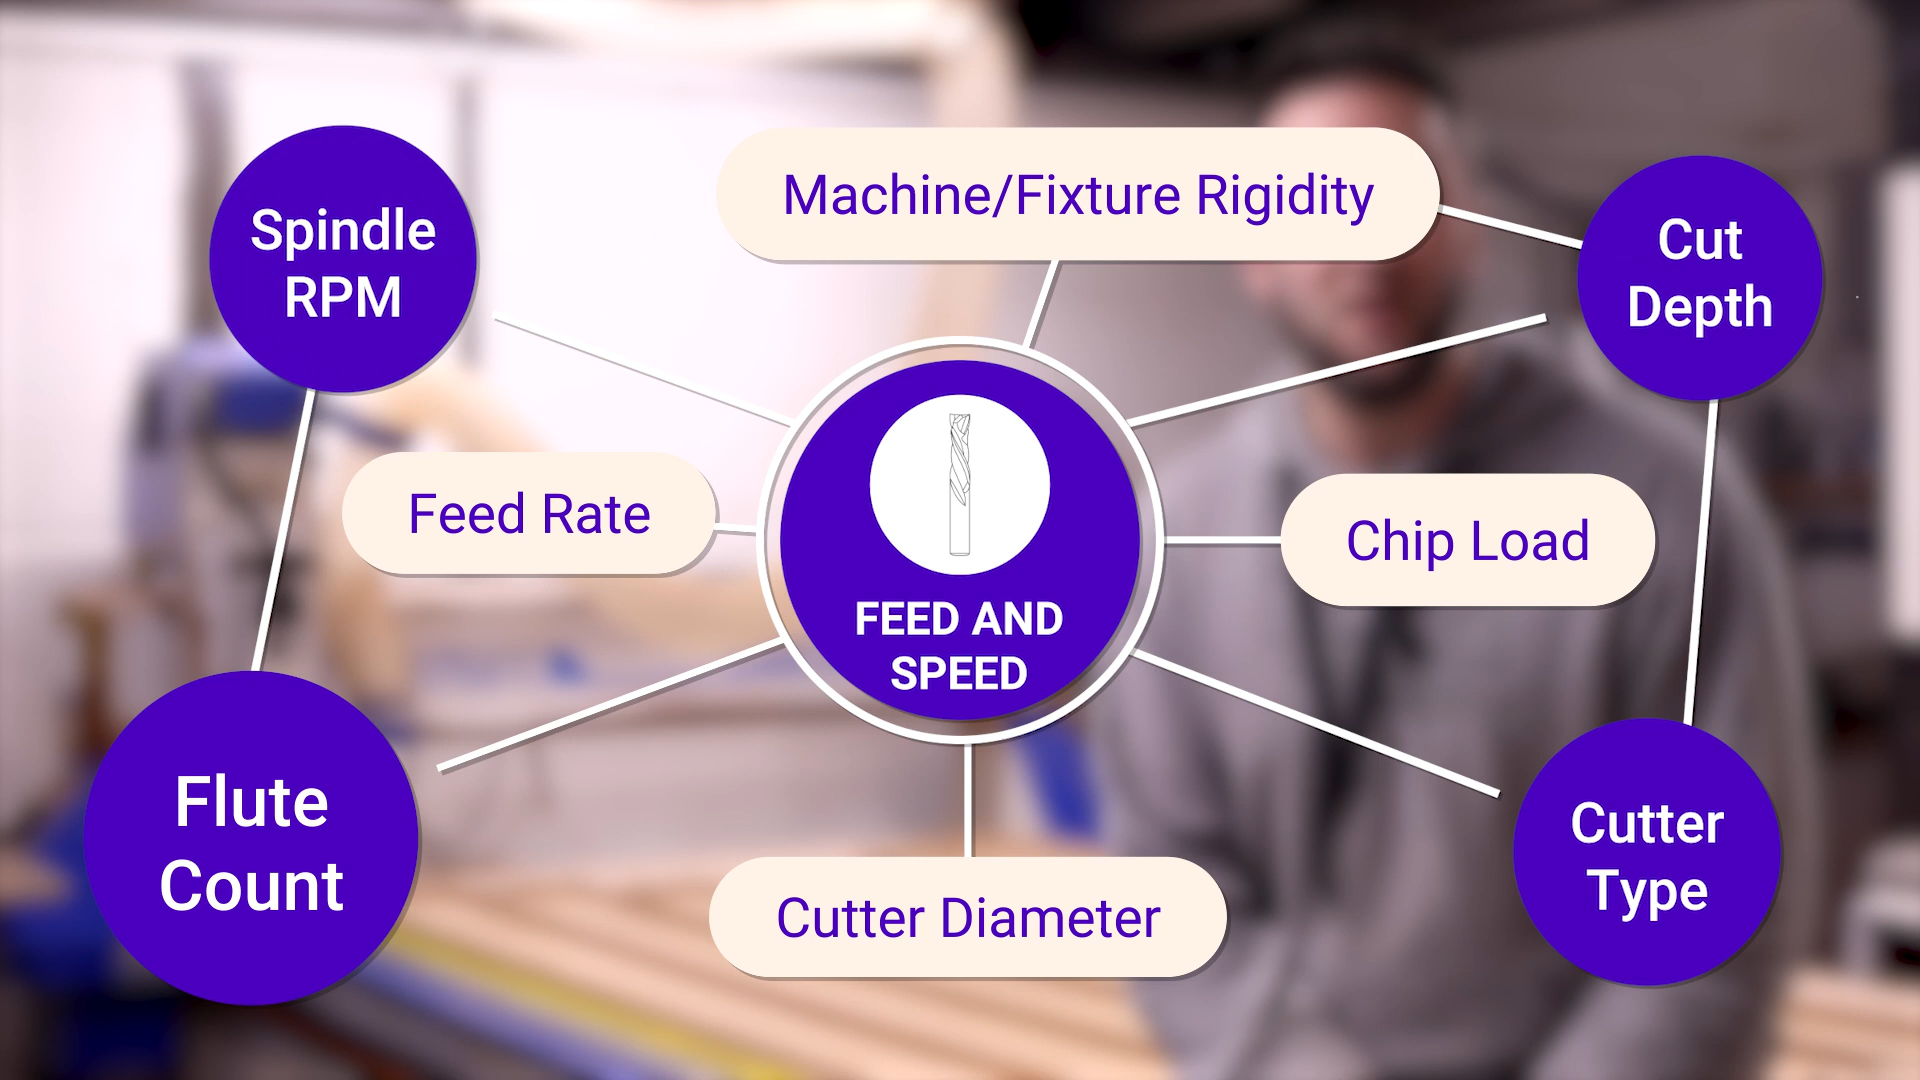 Spindle
RPM
Machine/Fixture Rigidity
Cut
Depth
Feed Rate
FEED AND
SPEED
Chip Load
Flute
Count
Cutter Diameter
Cutter
Type